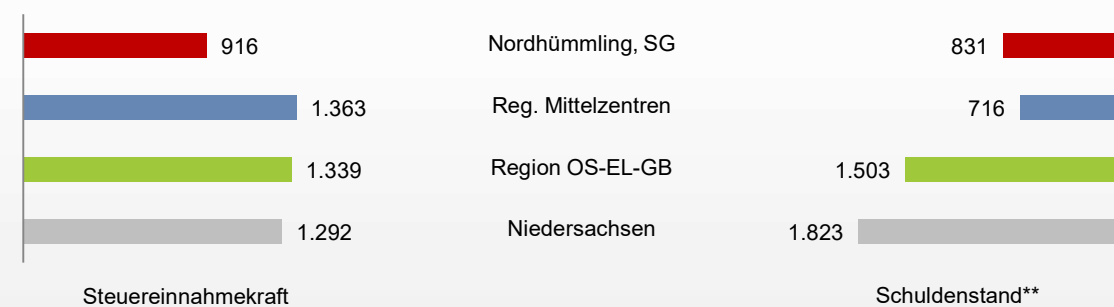 916 Nordhümmling, SG 831
1.363 Reg. Mittelzentren 716
1.339 Region OS-EL-GB 1.503
1.292 Niedersachsen 1.823
Steuereinnahmekraft Schuldenstand**